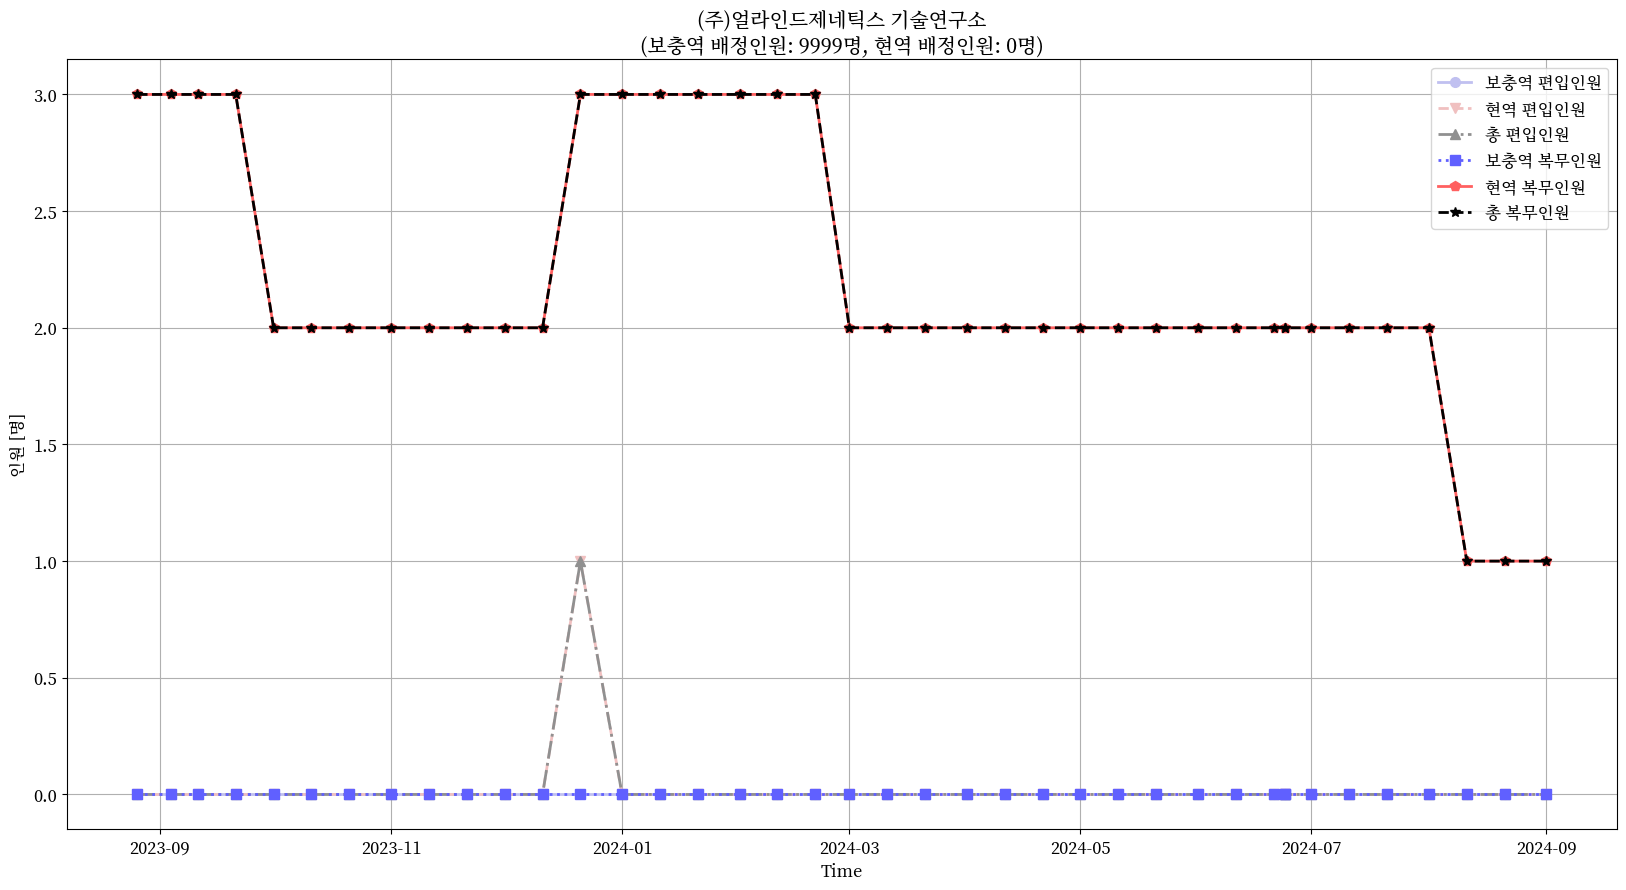 (주)얼라인드제네틱스 기술연구소
(보충역 배정인원: 9999명, 현역 배정인원: 0명)
보충역 편입인원
현역 편입인원
총 편입인원
보충역 복무인원
현역 복무인원
총 복무인원
인원 [명]
3.0
2.5
2.0
1.5
1.0
0.5
0.0
2023-09
2023-11
2024-01
2024-03
2024-05
2024-07
2024-09
Time